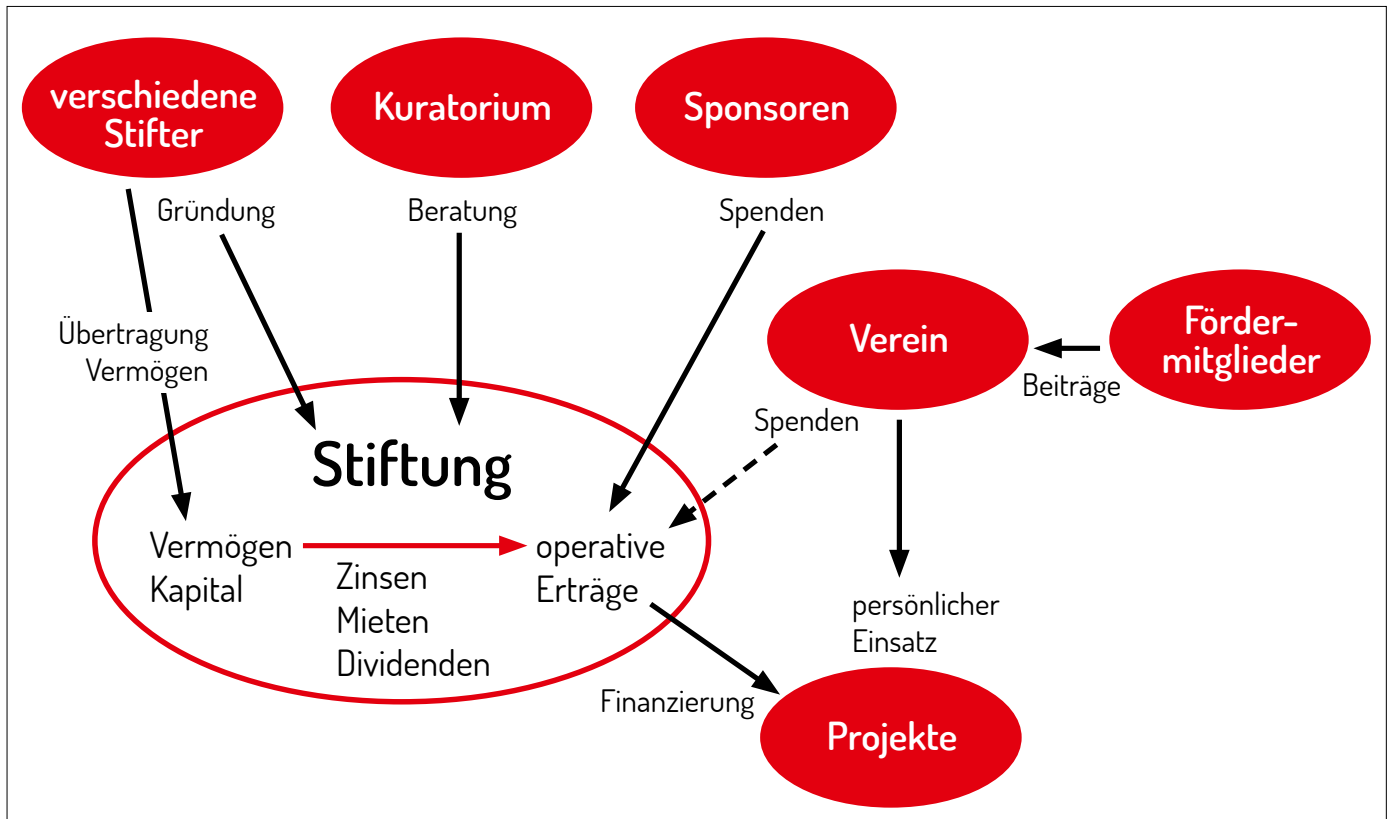 verschiedene
Stifter
Kuratorium
Sponsoren
Gründung
Beratung
Spenden
Übertragung
Vermögen
Verein
Förder-
mitglieder
Beiträge
Spenden
Stiftung
Vermögen
Kapital
Zinsen
Mieten
Dividenden
operative
Erträge
persönlicher
Einsatz
Finanzierung
Projekte